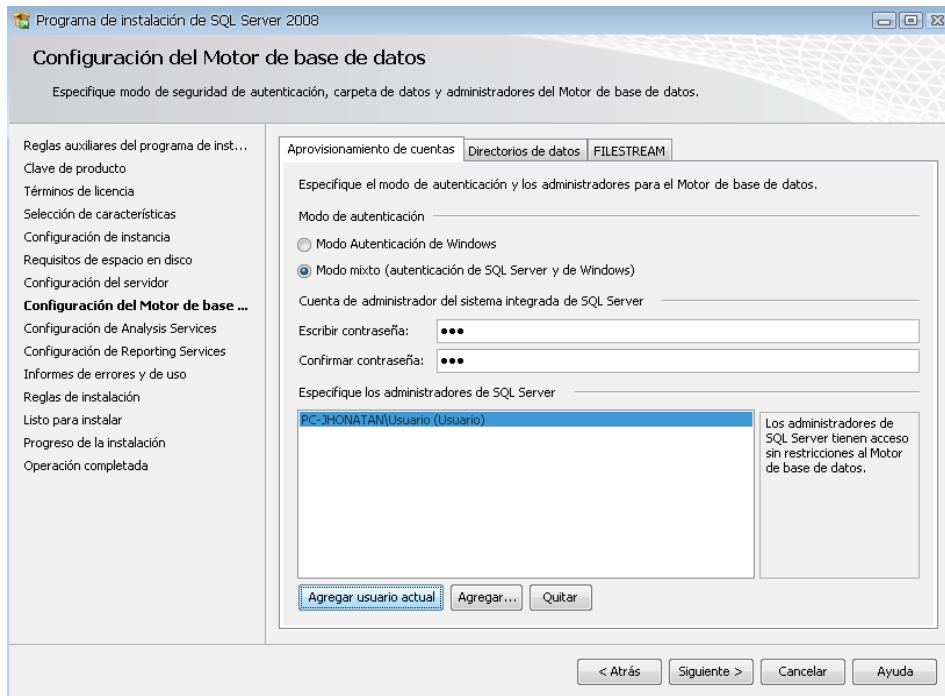 Programa de instalación de SQL Server 2008
Configuración del Motor de base de datos
Especifique modo de seguridad de autenticación, carpeta de datos y administradores del Motor de base de datos.
Reglas auxiliares del programa de inst...
Clave de producto
Términos de licencia
Selección de características
Configuración de instancia
Requisitos de espacio en disco
Configuración del servidor
Configuración del Motor de base ...
Configuración de Analysis Services
Configuración de Reporting Services
Informes de errores y de uso
Reglas de instalación
Listo para instalar
Progreso de la instalación
Operación completada
Aprovisionamiento de cuentas Directorios de datos FILESTREAM
Especifique el modo de autenticación y los administradores para el Motor de base de datos.
Modo de autenticación
Modo Autenticación de Windows
Modo mixto (autenticación de SQL Server y de Windows)
Cuenta de administrador del sistema integrada de SQL Server
Escribir contraseña: ●●●
Confirmar contraseña: ●●●
Especifique los administradores de SQL Server
PC-JHONATAN\Usuario (Usuario)
Los administradores de
SQL Server tienen acceso
sin restricciones al Motor
de base de datos.
Agregar usuario actual Agregar... Quitar
< Atrás Siguiente > Cancelar Ayuda